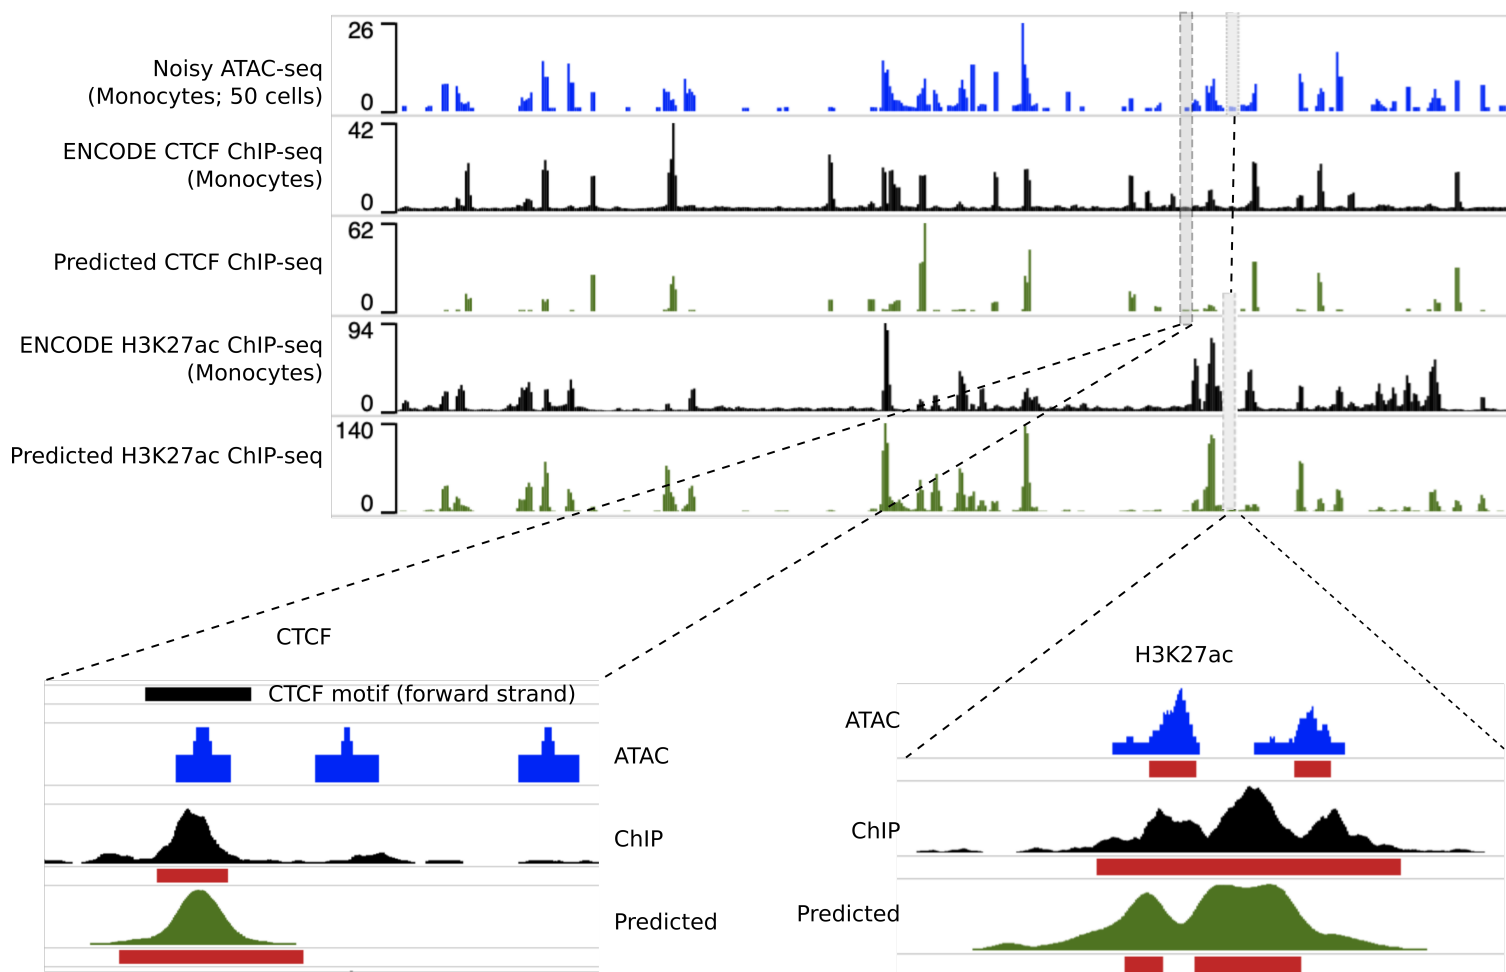 26
Noisy ATAC-seq
(Monocytes; 50 cells)
0
42
ENCODE CTCF ChIP-seq
(Monocytes)
0
62
Predicted CTCF ChIP-seq
0
94
ENCODE H3K27ac ChIP-seq
(Monocytes)
0
140
Predicted H3K27ac ChIP-seq
0
CTCF
CTCF motif (forward strand)
ATAC
ChIP
Predicted
H3K27ac
ATAC
ChIP
Predicted